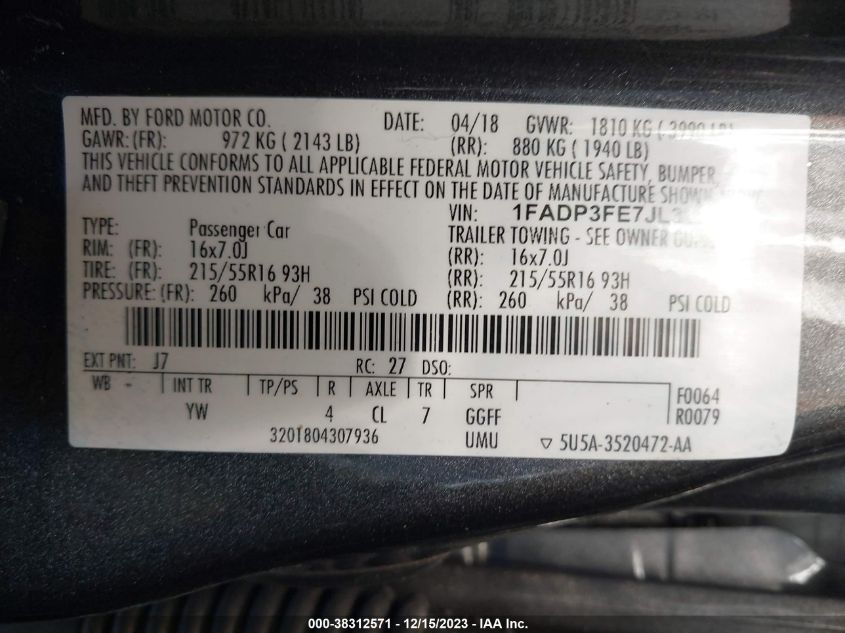 MFD. BY FORD MOTOR CO. DATE: 04/18 GVWR: 1810 KG ( 3990 LB)
GAWR: (FR): 972 KG ( 2143 LB) (RR): 880 KG ( 1940 LB)
THIS VEHICLE CONFORMS TO ALL APPLICABLE FEDERAL MOTOR VEHICLE SAFETY, BUMPER,
AND THEFT PREVENTION STANDARDS IN EFFECT ON THE DATE OF MANUFACTURE SHOWN
VIN: 1FADP3FE7JL
TYPE: Passenger Car TRAILER TOWING - SEE OWNER
RIM: (FR): 16x7.0J (RR): 16x7.0J
TIRE: (FR): 215/55R16 93H (RR): 215/55R16 93H
PRESSURE: (FR): 260 kPa/ 38 PSI COLD (RR): 260 kPa/ 38 PSI COLD
EXT PNT: J7 RC: 27 DSO:
WB - INT TR TP/PS R AXLE TR SPR F0064
YW 4 CL 7 GGFF R0079
3201804307936 UMU ▽ 5U5A-3520472-AA
000-38312571 - 12/15/2023 - IAA Inc.